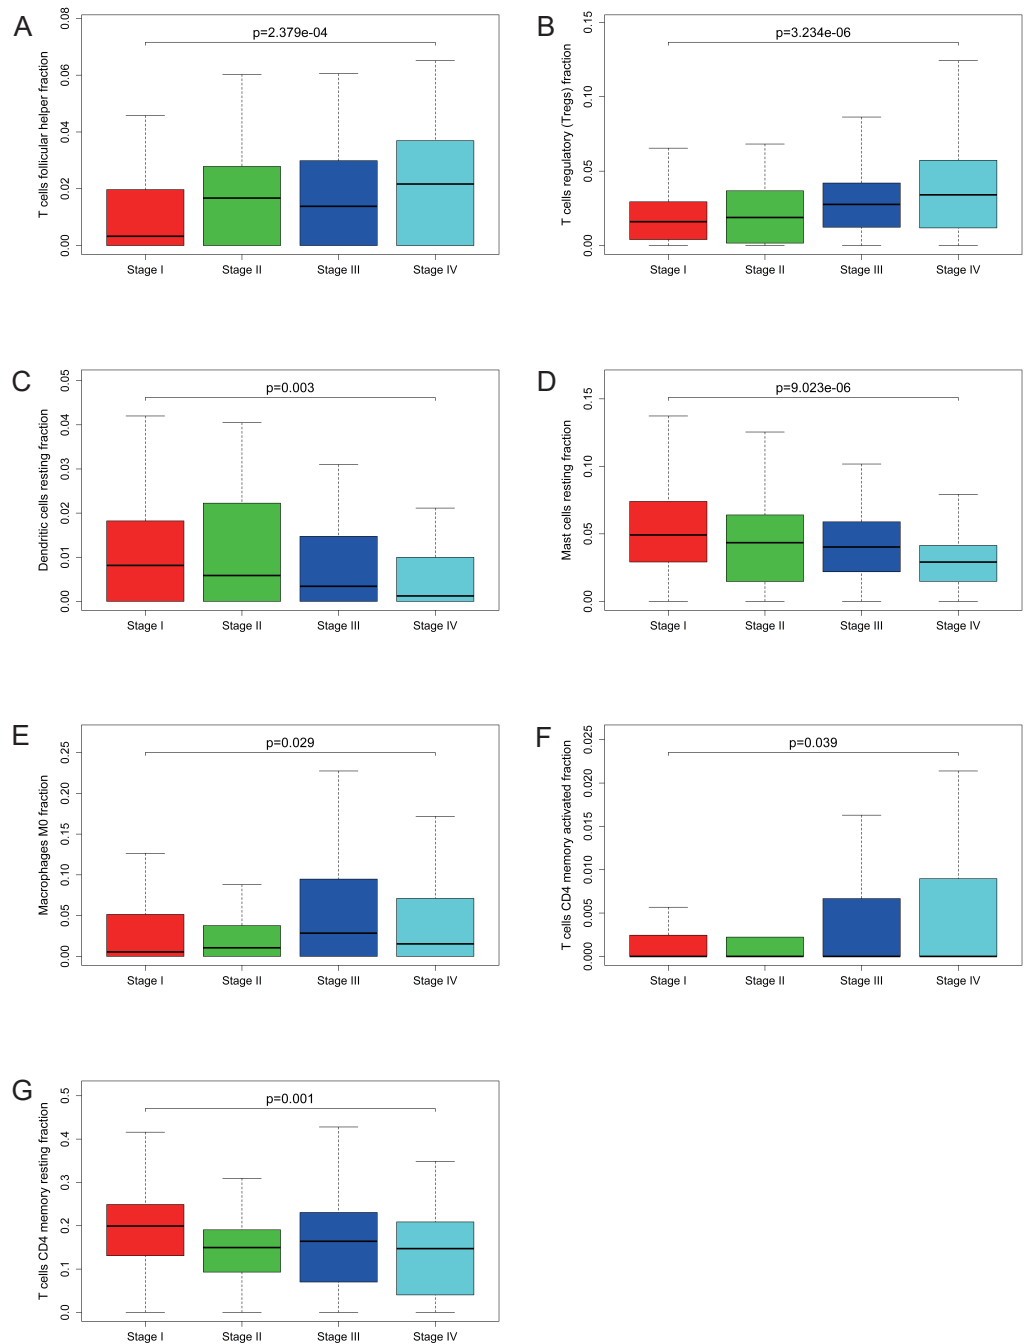 A
T cells follicular helper fraction
0.00 0.02 0.04 0.06 0.08
p=2.379e-04
Stage I Stage II Stage III Stage IV
B
T cells regulatory (Tregs) fraction
0.00 0.05 0.10 0.15
p=3.234e-06
Stage I Stage II Stage III Stage IV
C
Dendritic cells resting fraction
0.00 0.01 0.02 0.03 0.04 0.05
p=0.003
Stage I Stage II Stage III Stage IV
D
Mast cells resting fraction
0.00 0.05 0.10 0.15
p=9.023e-06
Stage I Stage II Stage III Stage IV
E
Macrophages M0 fraction
0.00 0.05 0.10 0.15 0.20 0.25
p=0.029
Stage I Stage II Stage III Stage IV
F
T cells CD4 memory activated fraction
0.000 0.005 0.010 0.015 0.020 0.025
p=0.039
Stage I Stage II Stage III Stage IV
G
T cells CD4 memory resting fraction
0.0 0.1 0.2 0.3 0.4 0.5
p=0.001
Stage I Stage II Stage III Stage IV